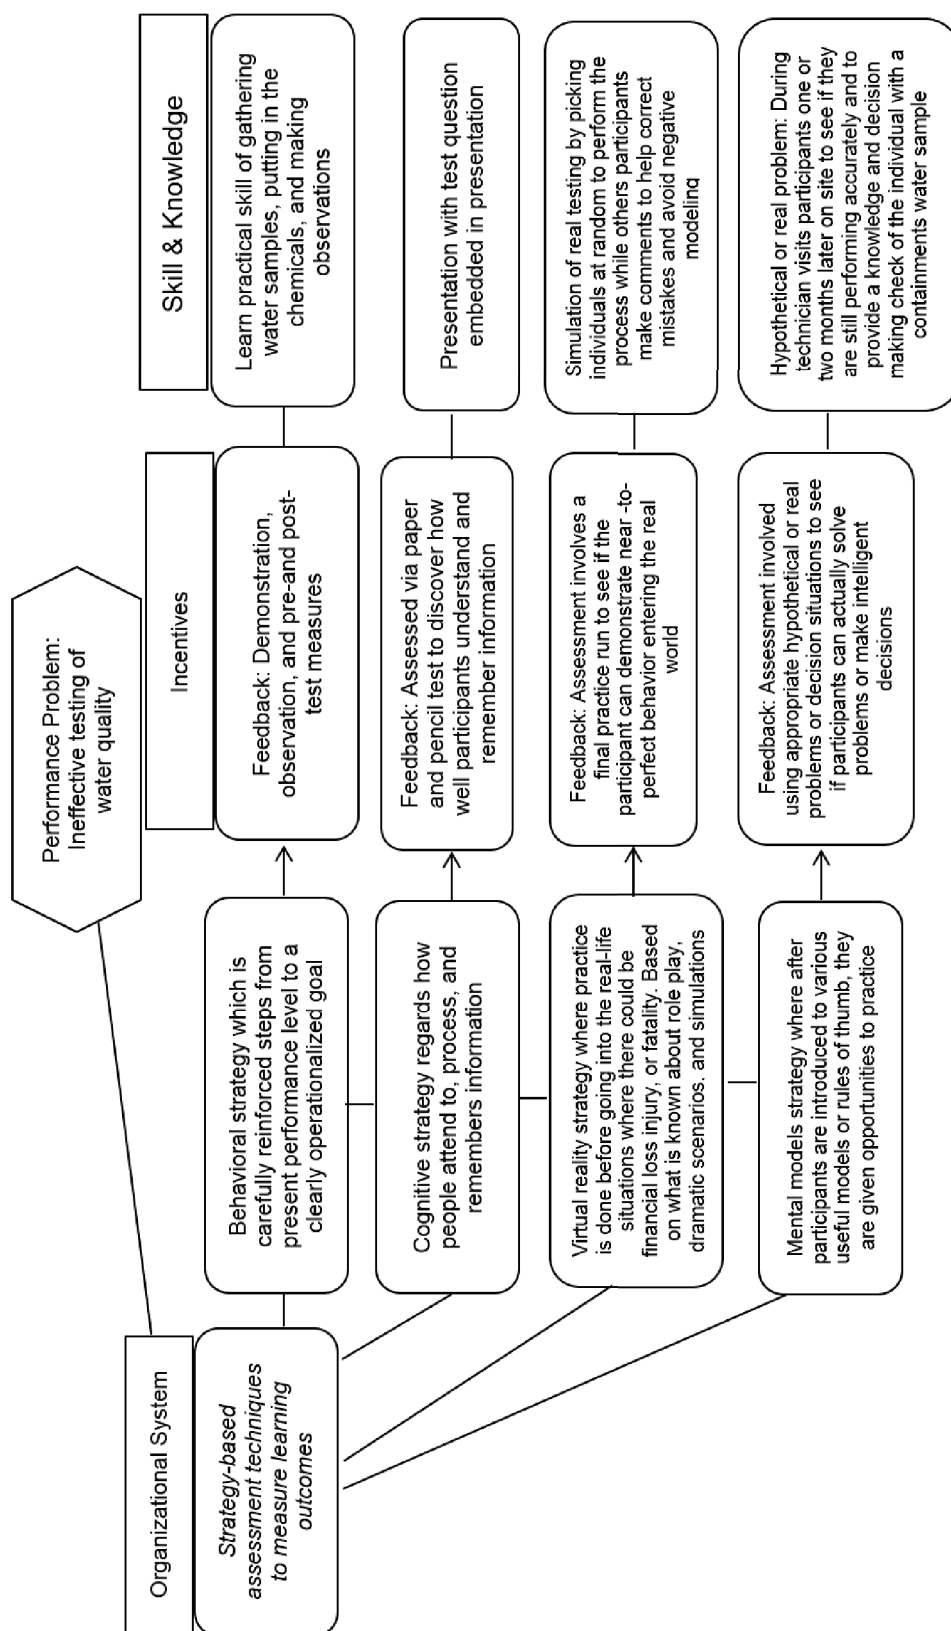 Performance Problem:
Ineffective testing of
water quality
Organizational System
Incentives
Skill & Knowledge
Strategy-based
assessment techniques
to measure learning
outcomes
Behavioral strategy which is
carefully reinforced steps from
present performance level to a
clearly operationalized goal
Feedback: Demonstration,
observation, and pre-and post-
test measures
Learn practical skill of gathering
water samples, putting in the
chemicals, and making
observations
Cognitive strategy regards how
people attend to, process, and
remembers information
Feedback: Assessed via paper
and pencil test to discover how
well participants understand and
remember information
Presentation with test question
embedded in presentation
Virtual reality strategy where practice
is done before going into the real-life
situations where there could be
financial loss injury, or fatality. Based
on what is known about role play,
dramatic scenarios, and simulations
Feedback: Assessment involves a
final practice run to see if the
participant can demonstrate near -to-
perfect behavior entering the real
world
Simulation of real testing by picking
individuals at random to perform the
process while others participants
make comments to help correct
mistakes and avoid negative
modeling
Mental models strategy where after
participants are introduced to various
useful models or rules of thumb, they
are given opportunities to practice
Feedback: Assessment involved
using appropriate hypothetical or real
problems or decision situations to see
if participants can actually solve
problems or make intelligent
decisions
Hypothetical or real problem: During
technician visits participants one or
two months later on site to see if they
are still performing accurately and to
provide a knowledge and decision
making check of the individual with a
containments water sample